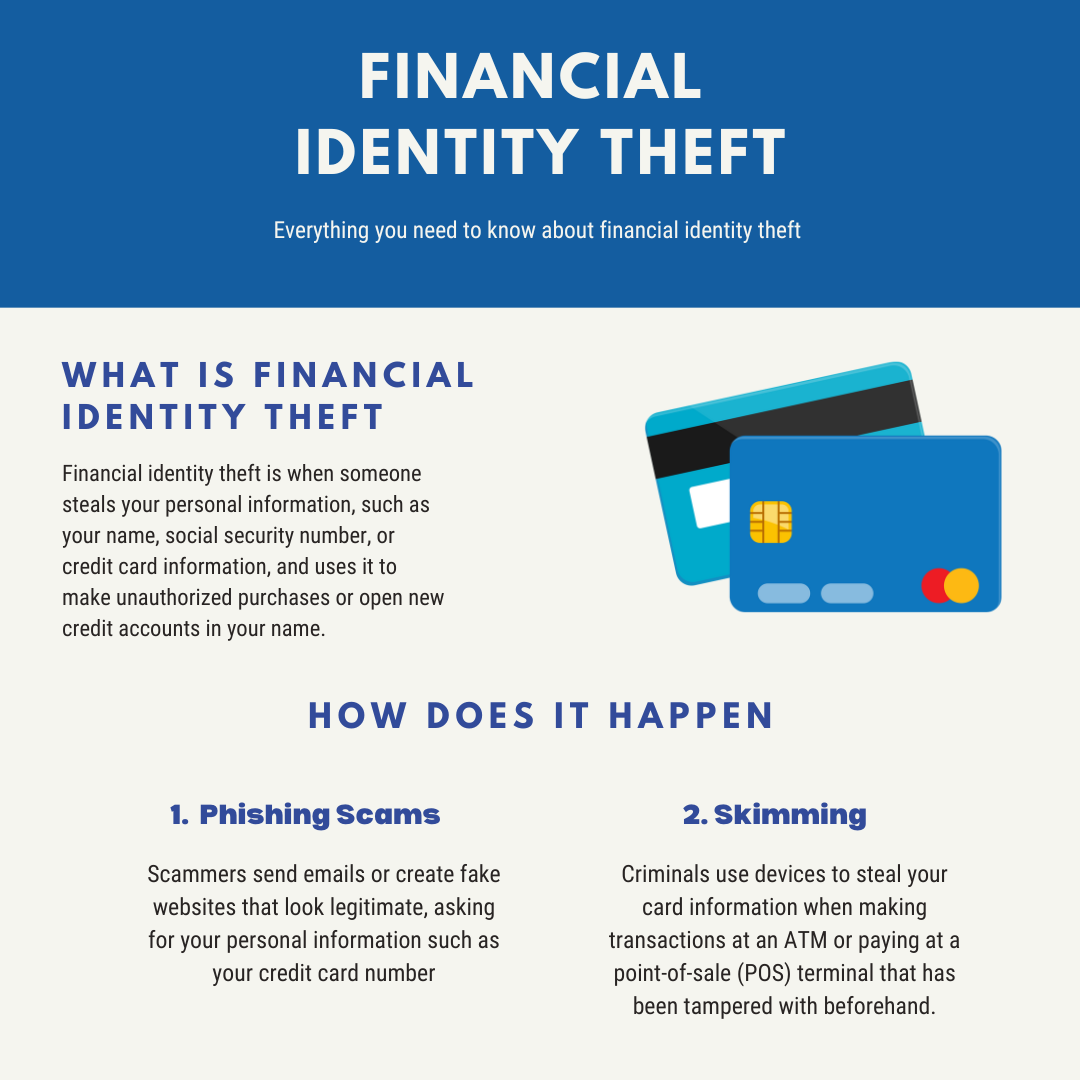 FINANCIAL
IDENTITY THEFT
Everything you need to know about financial identity theft
WHAT IS FINANCIAL
IDENTITY THEFT
Financial identity theft is when someone
steals your personal information, such as
your name, social security number, or
credit card information, and uses it to
make unauthorized purchases or open new
credit accounts in your name.
HOW DOES IT HAPPEN
1. Phishing Scams
Scammers send emails or create fake
websites that look legitimate, asking
for your personal information such as
your credit card number
2. Skimming
Criminals use devices to steal your
card information when making
transactions at an ATM or paying at a
point-of-sale (POS) terminal that has
been tampered with beforehand.